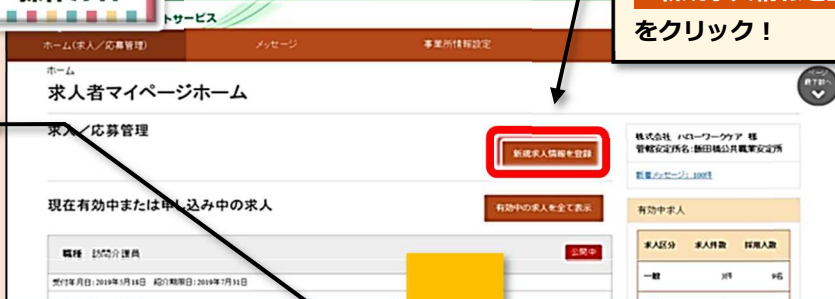 トサービス
をクリック！
ホーム(求人／応募管理)
メッセージ
事業所情報設定
ホーム
求人者マイページホーム
求人／応募管理
新規求人情報を登録
株式会社 ハローワークケア 様
管轄安定所名:飯田橋公共職業安定所
新着メッセージ: 100件
現在有効中または申し込み中の求人
有効中の求人を全て表示
有効中求人
職種 訪問介護員
公開中
求人区分 求人件数 採用人数
受付年月日:2019年5月18日 紹介期限日:2019年7月31日
一般 3件 9名